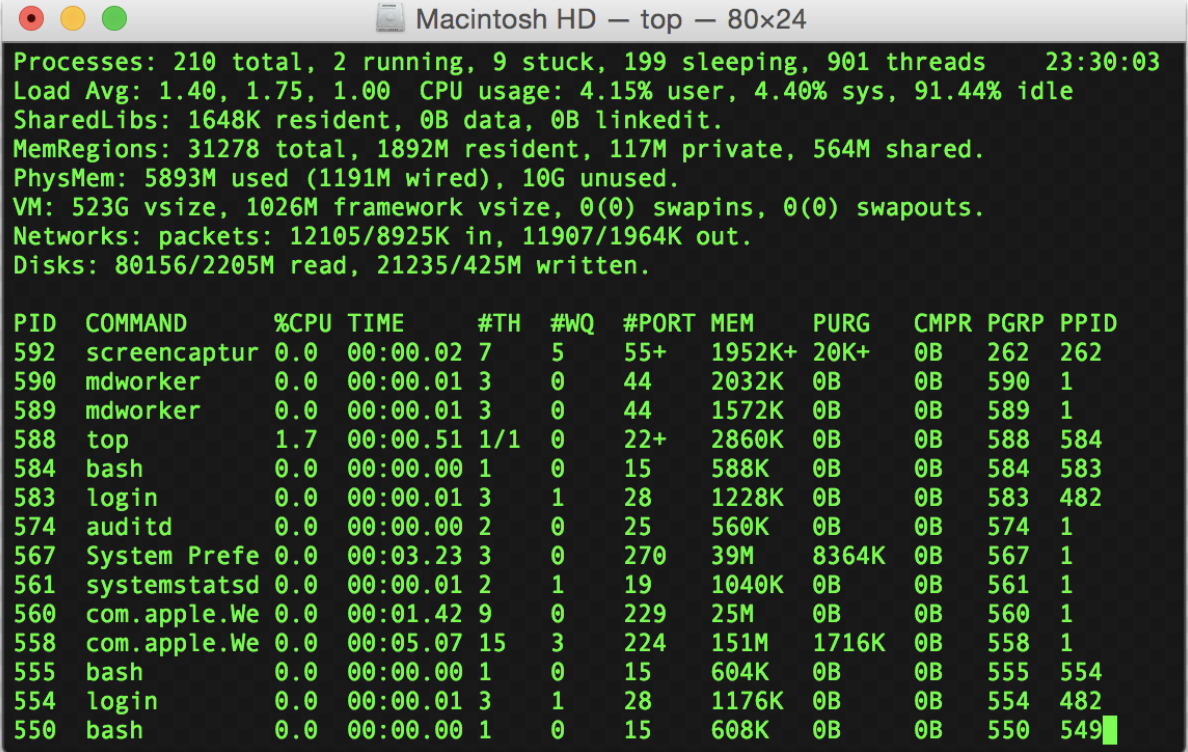 Macintosh HD — top — 80×24
Processes: 210 total, 2 running, 9 stuck, 199 sleeping, 901 threads    23:30:03
Load Avg: 1.40, 1.75, 1.00  CPU usage: 4.15% user, 4.40% sys, 91.44% idle
SharedLibs: 1648K resident, 0B data, 0B linkedit.
MemRegions: 31278 total, 1892M resident, 117M private, 564M shared.
PhysMem: 5893M used (1191M wired), 10G unused.
VM: 523G vsize, 1026M framework vsize, 0(0) swapins, 0(0) swapouts.
Networks: packets: 12105/8925K in, 11907/1964K out.
Disks: 80156/2205M read, 21235/425M written.

PID  COMMAND      %CPU TIME     #TH  #WQ  #PORT MEM    PURG   CMPR PGRP PPID
592  screencaptur 0.0  00:00.02 7    5    55+   1952K+ 20K+   0B   262  262
590  mdworker     0.0  00:00.01 3    0    44    2032K  0B     0B   590  1
589  mdworker     0.0  00:00.01 3    0    44    1572K  0B     0B   589  1
588  top          1.7  00:00.51 1/1  0    22+   2860K  0B     0B   588  584
584  bash         0.0  00:00.00 1    0    15    588K   0B     0B   584  583
583  login        0.0  00:00.01 3    1    28    1228K  0B     0B   583  482
574  auditd       0.0  00:00.00 2    0    25    560K   0B     0B   574  1
567  System Prefe 0.0  00:03.23 3    0    270   39M    8364K  0B   567  1
561  systemstatsd 0.0  00:00.01 2    1    19    1040K  0B     0B   561  1
560  com.apple.We 0.0  00:01.42 9    0    229   25M    0B     0B   560  1
558  com.apple.We 0.0  00:05.07 15   3    224   151M   1716K  0B   558  1
555  bash         0.0  00:00.00 1    0    15    604K   0B     0B   555  554
554  login        0.0  00:00.01 3    1    28    1176K  0B     0B   554  482
550  bash         0.0  00:00.00 1    0    15    608K   0B     0B   550  549